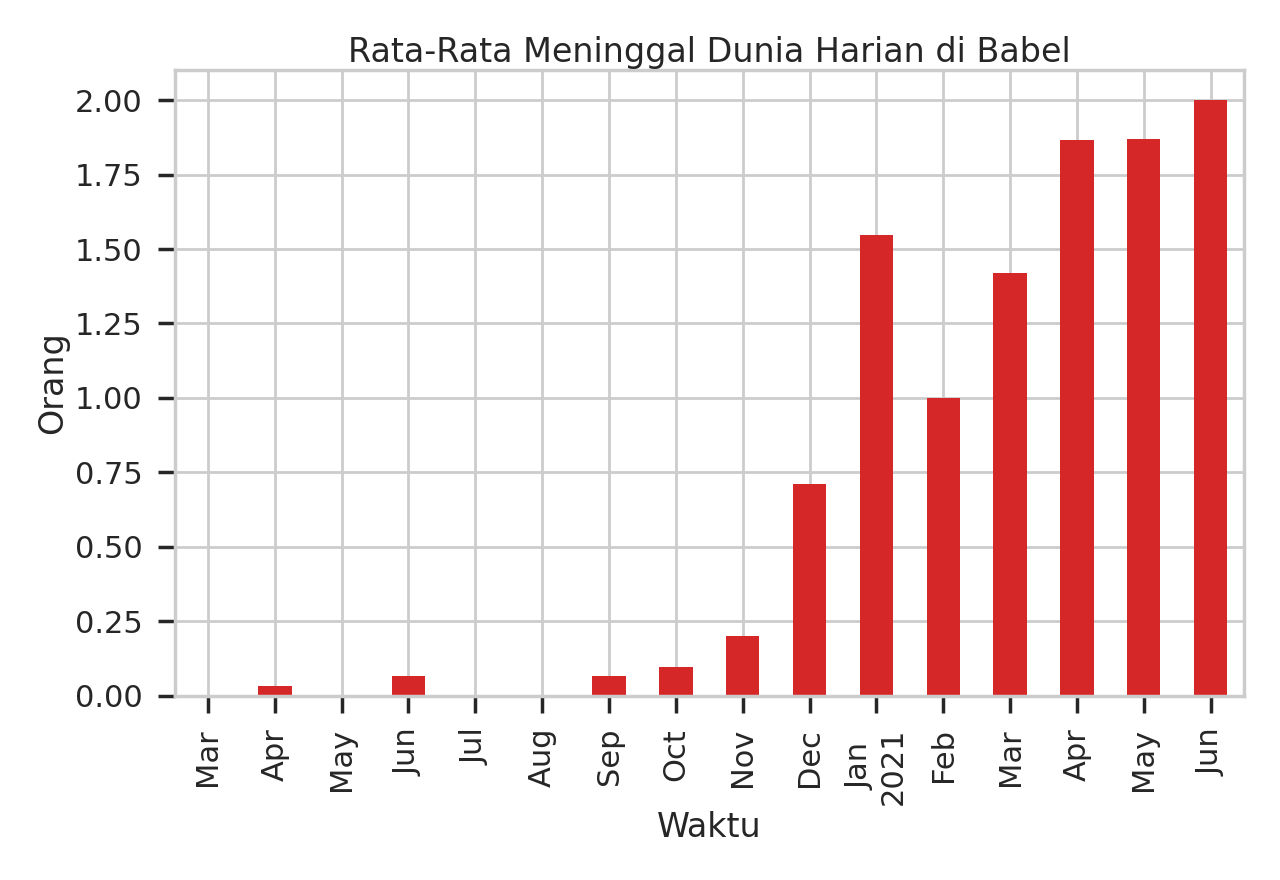 Rata-Rata Meninggal Dunia Harian di Babel
Orang
2.00
1.75
1.50
1.25
1.00
0.75
0.50
0.25
0.00
Mar
Apr
May
Jun
Jul
Aug
Sep
Oct
Nov
Dec
Jan
2021
Feb
Mar
Apr
May
Jun
Waktu